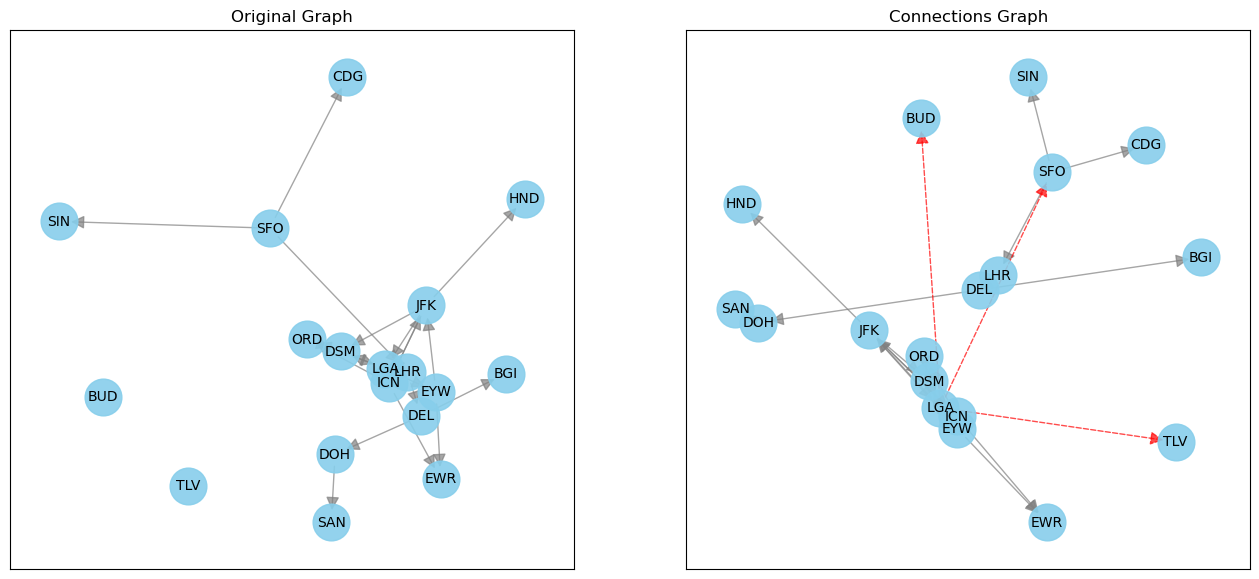 Original Graph
CDG
HND
SIN
SFO
JFK
ORD
DSM
LGA
LHR
ICN
BGI
EYW
BUD
DEL
DOH
EWR
TLV
SAN
Connections Graph
SIN
BUD
CDG
SFO
HND
BGI
LHR
DEL
SAN
DOH
JFK
ORD
DSM
LGA
ICN
EYW
TLV
EWR